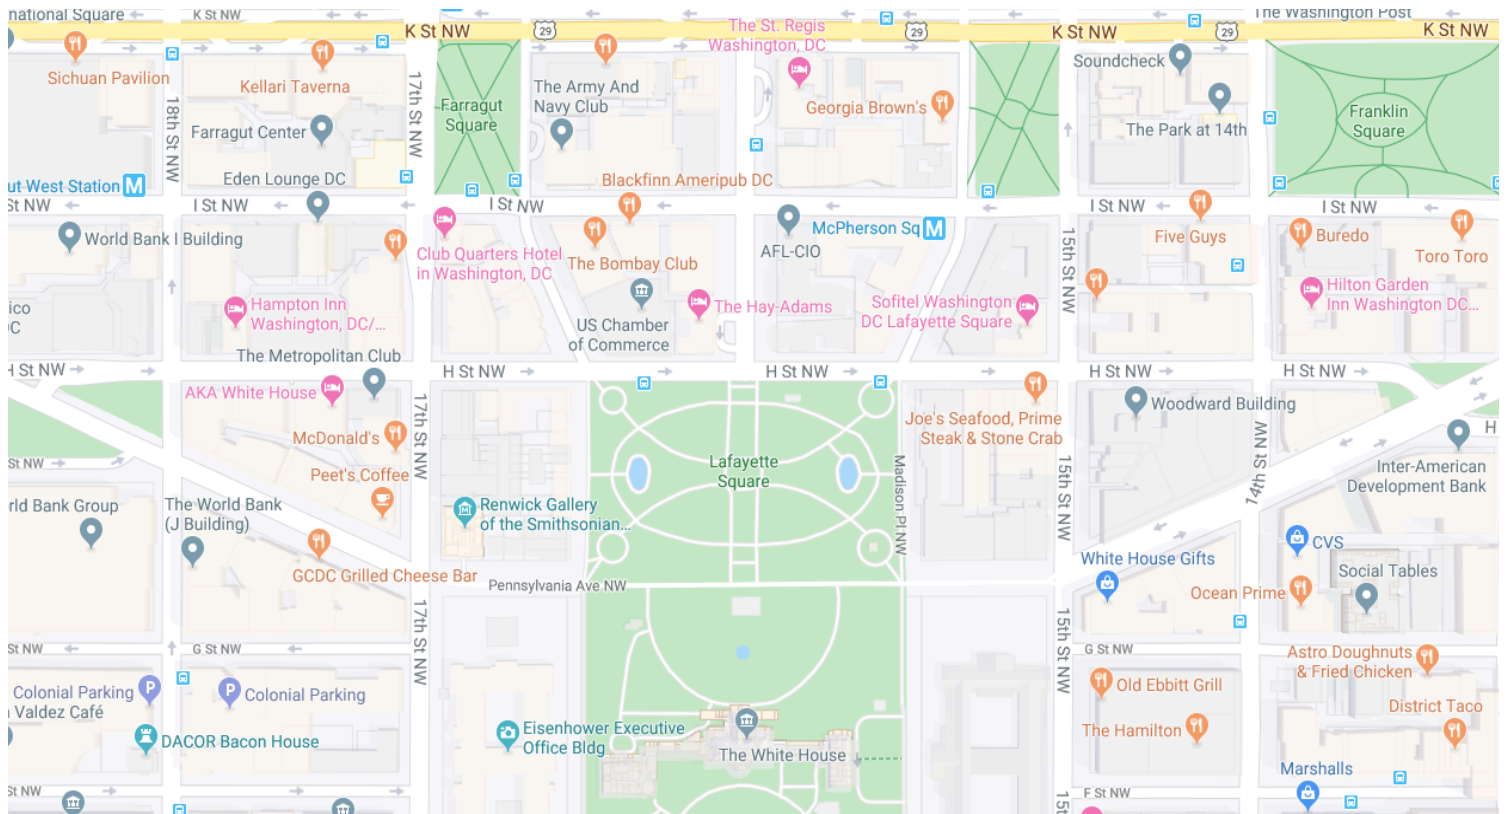 national Square
K St NW
The Washington Post
The St. Regis
Washington, DC
K St NW
29
29
K St NW
29
K St NW
Sichuan Pavilion
Kellari Taverna
17th St NW
18th St NW
Farragut
Square
The Army And
Navy Club
Georgia Brown's
Soundcheck
The Park at 14th
Franklin
Square
Farragut Center
ut West Station M
Eden Lounge DC
Blackfinn Ameripub DC
St NW
I St NW
I St NW
I St NW
I St NW
World Bank I Building
Club Quarters Hotel
in Washington, DC
The Bombay Club
AFL-CIO
McPherson Sq M
15th St NW
Five Guys
Buredo
Toro Toro
ico
DC
Hampton Inn
Washington, DC/...
US Chamber
of Commerce
The Hay-Adams
Sofitel Washington
DC Lafayette Square
Hilton Garden
Inn Washington DC...
The Metropolitan Club
H St NW
H St NW
H St NW
H St NW
H St NW
AKA White House
17th St NW
McDonald's
Peet's Coffee
Joe's Seafood, Prime
Steak & Stone Crab
Woodward Building
H
14th St NW
Inter-American
Development Bank
St NW
Lafayette
Square
Madison Pl NW
15th St NW
rld Bank Group
The World Bank
(J Building)
Renwick Gallery
of the Smithsonian...
GCDC Grilled Cheese Bar
Pennsylvania Ave NW
White House Gifts
CVS
Social Tables
Ocean Prime
17th St NW
15th St NW
St NW
G St NW
G St NW
Astro Doughnuts
& Fried Chicken
Colonial Parking P
P Colonial Parking
n Valdez Café
DACOR Bacon House
Eisenhower Executive
Office Bldg
The White House
Old Ebbitt Grill
The Hamilton
District Taco
Marshalls
St NW
F St NW
15t